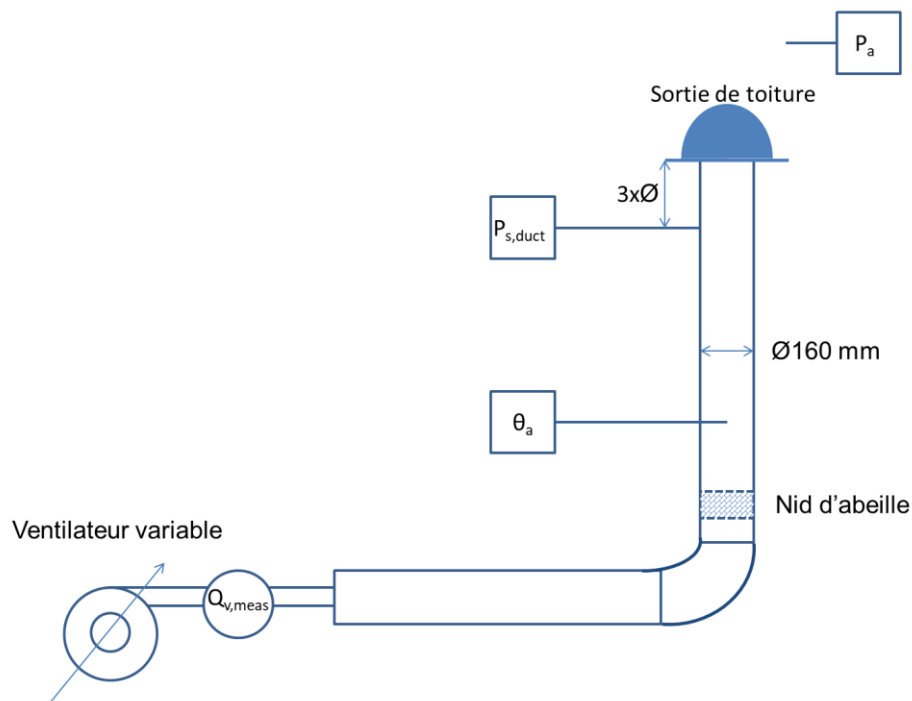 Pₐ
Sortie de toiture
3xØ
Pₛ,duct
Ø160 mm
θₐ
Nid d’abeille
Ventilateur variable
Qᵥ,meas